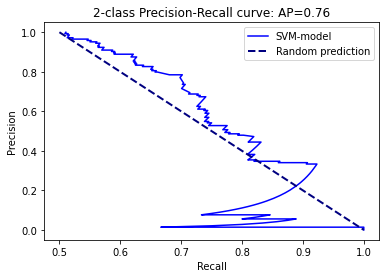 2-class Precision-Recall curve: AP=0.76
SVM-model
Random prediction
Precision
1.0
0.8
0.6
0.4
0.2
0.0
0.5
0.6
0.7
0.8
0.9
1.0
Recall